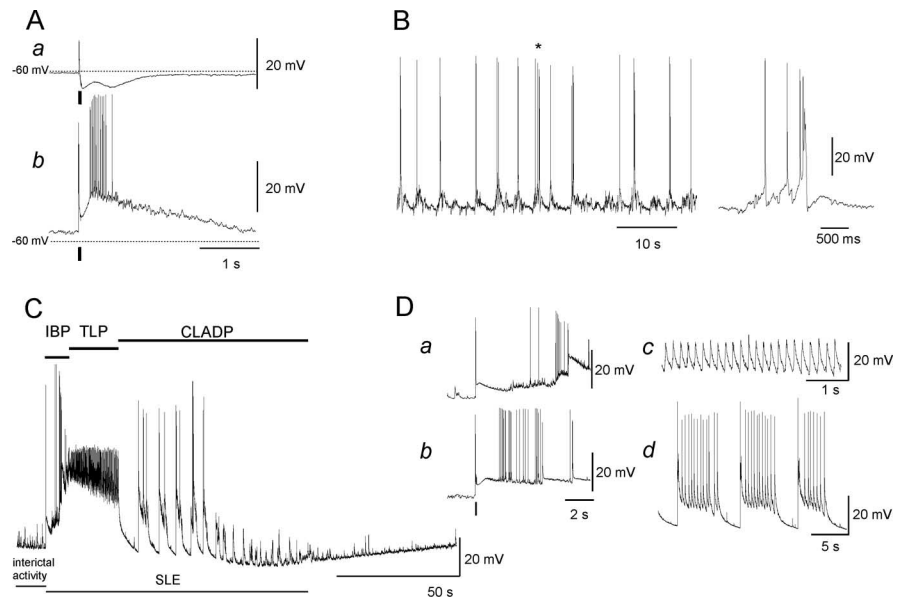 A
a
-60 mV
20 mV
b
20 mV
-60 mV
1 s
B
*
20 mV
10 s
500 ms
C
IBP TLP CLADP
20 mV
interictal
activity
SLE
50 s
D
a
20 mV
b
20 mV
2 s
c
20 mV
1 s
d
20 mV
5 s